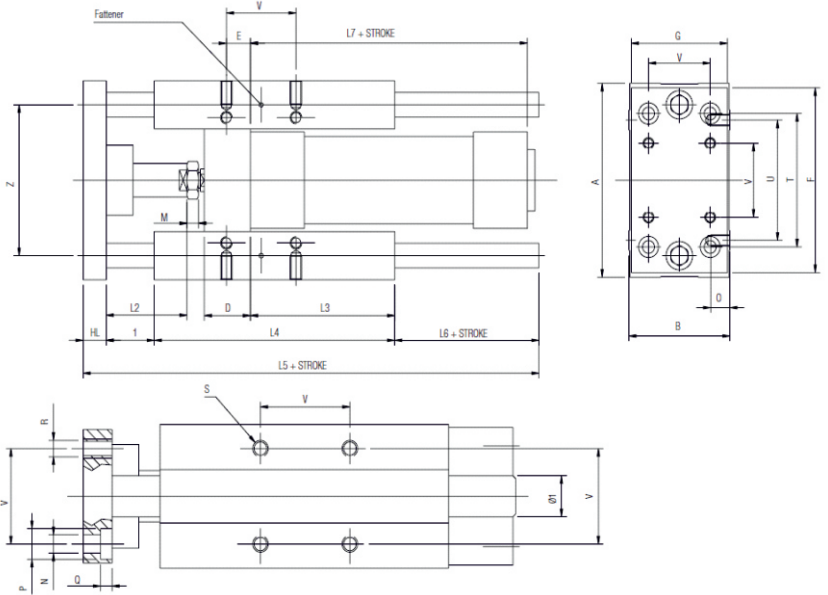 Fattener
V
E
L7 + STROKE
Z
M
L2
D
L3
HL
1
L4
L6 + STROKE
L5 + STROKE
G
V
A
V
U
T
F
O
B
S
V
R
V
Ø1
V
P
N
Q